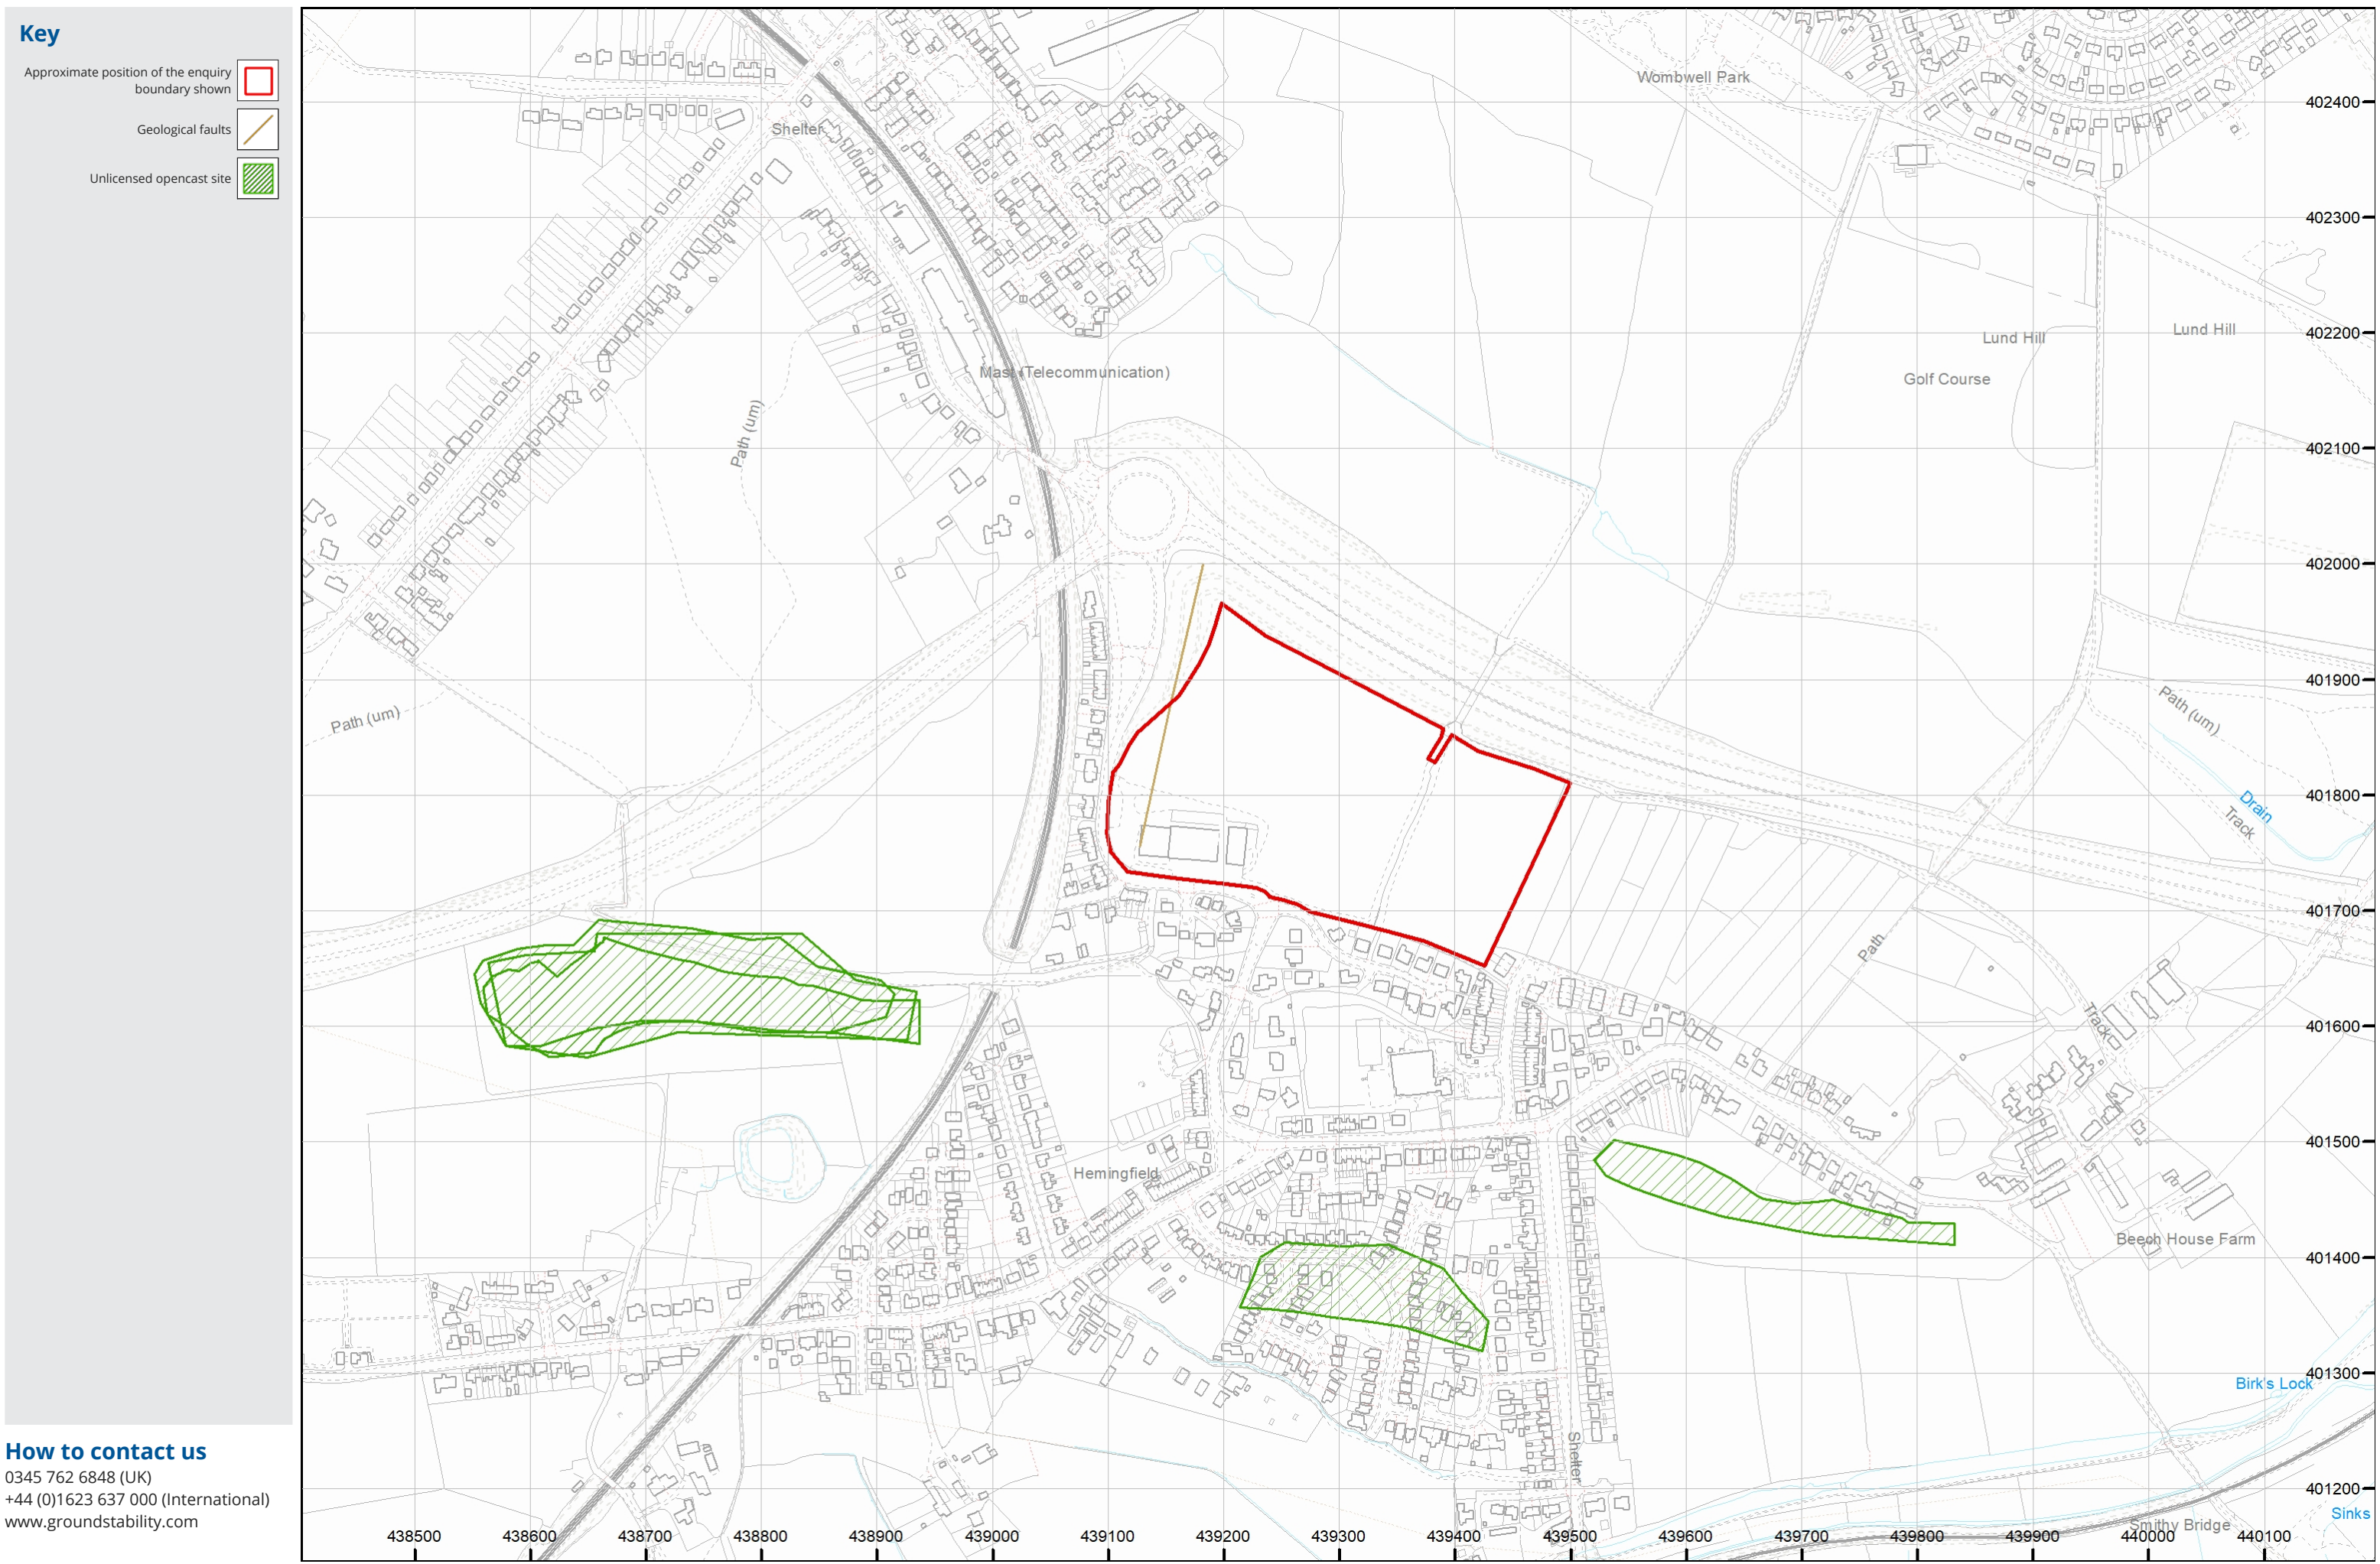 Key
Approximate position of the enquiry
boundary shown
Geological faults
Unlicensed opencast site
How to contact us
0345 762 6848 (UK)
+44 (0)1623 637 000 (International)
www.groundstability.com
Wombwell Park
Shelter
Lund Hill
Lund Hill
Mast (Telecommunication)
Golf Course
Path (um)
Path (um)
Path (um)
Drain
Track
Path
Track
Hemingfield
Beech House Farm
Birk's Lock
Shelter
Sinks
Smithy Bridge
402400
402300
402200
402100
402000
401900
401800
401700
401600
401500
401400
401300
401200
438500
438600
438700
438800
438900
439000
439100
439200
439300
439400
439500
439600
439700
439800
439900
440000
440100